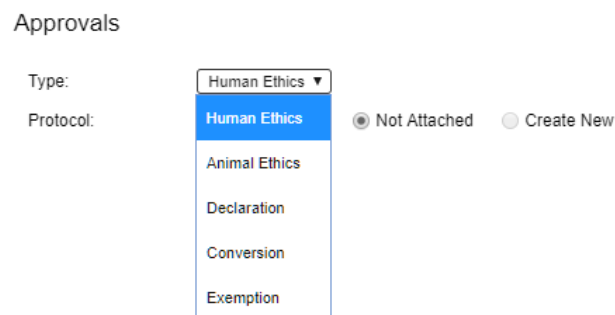 Approvals
Type: Human Ethics ▼
Protocol: Human Ethics Not Attached Create New
Animal Ethics
Declaration
Conversion
Exemption